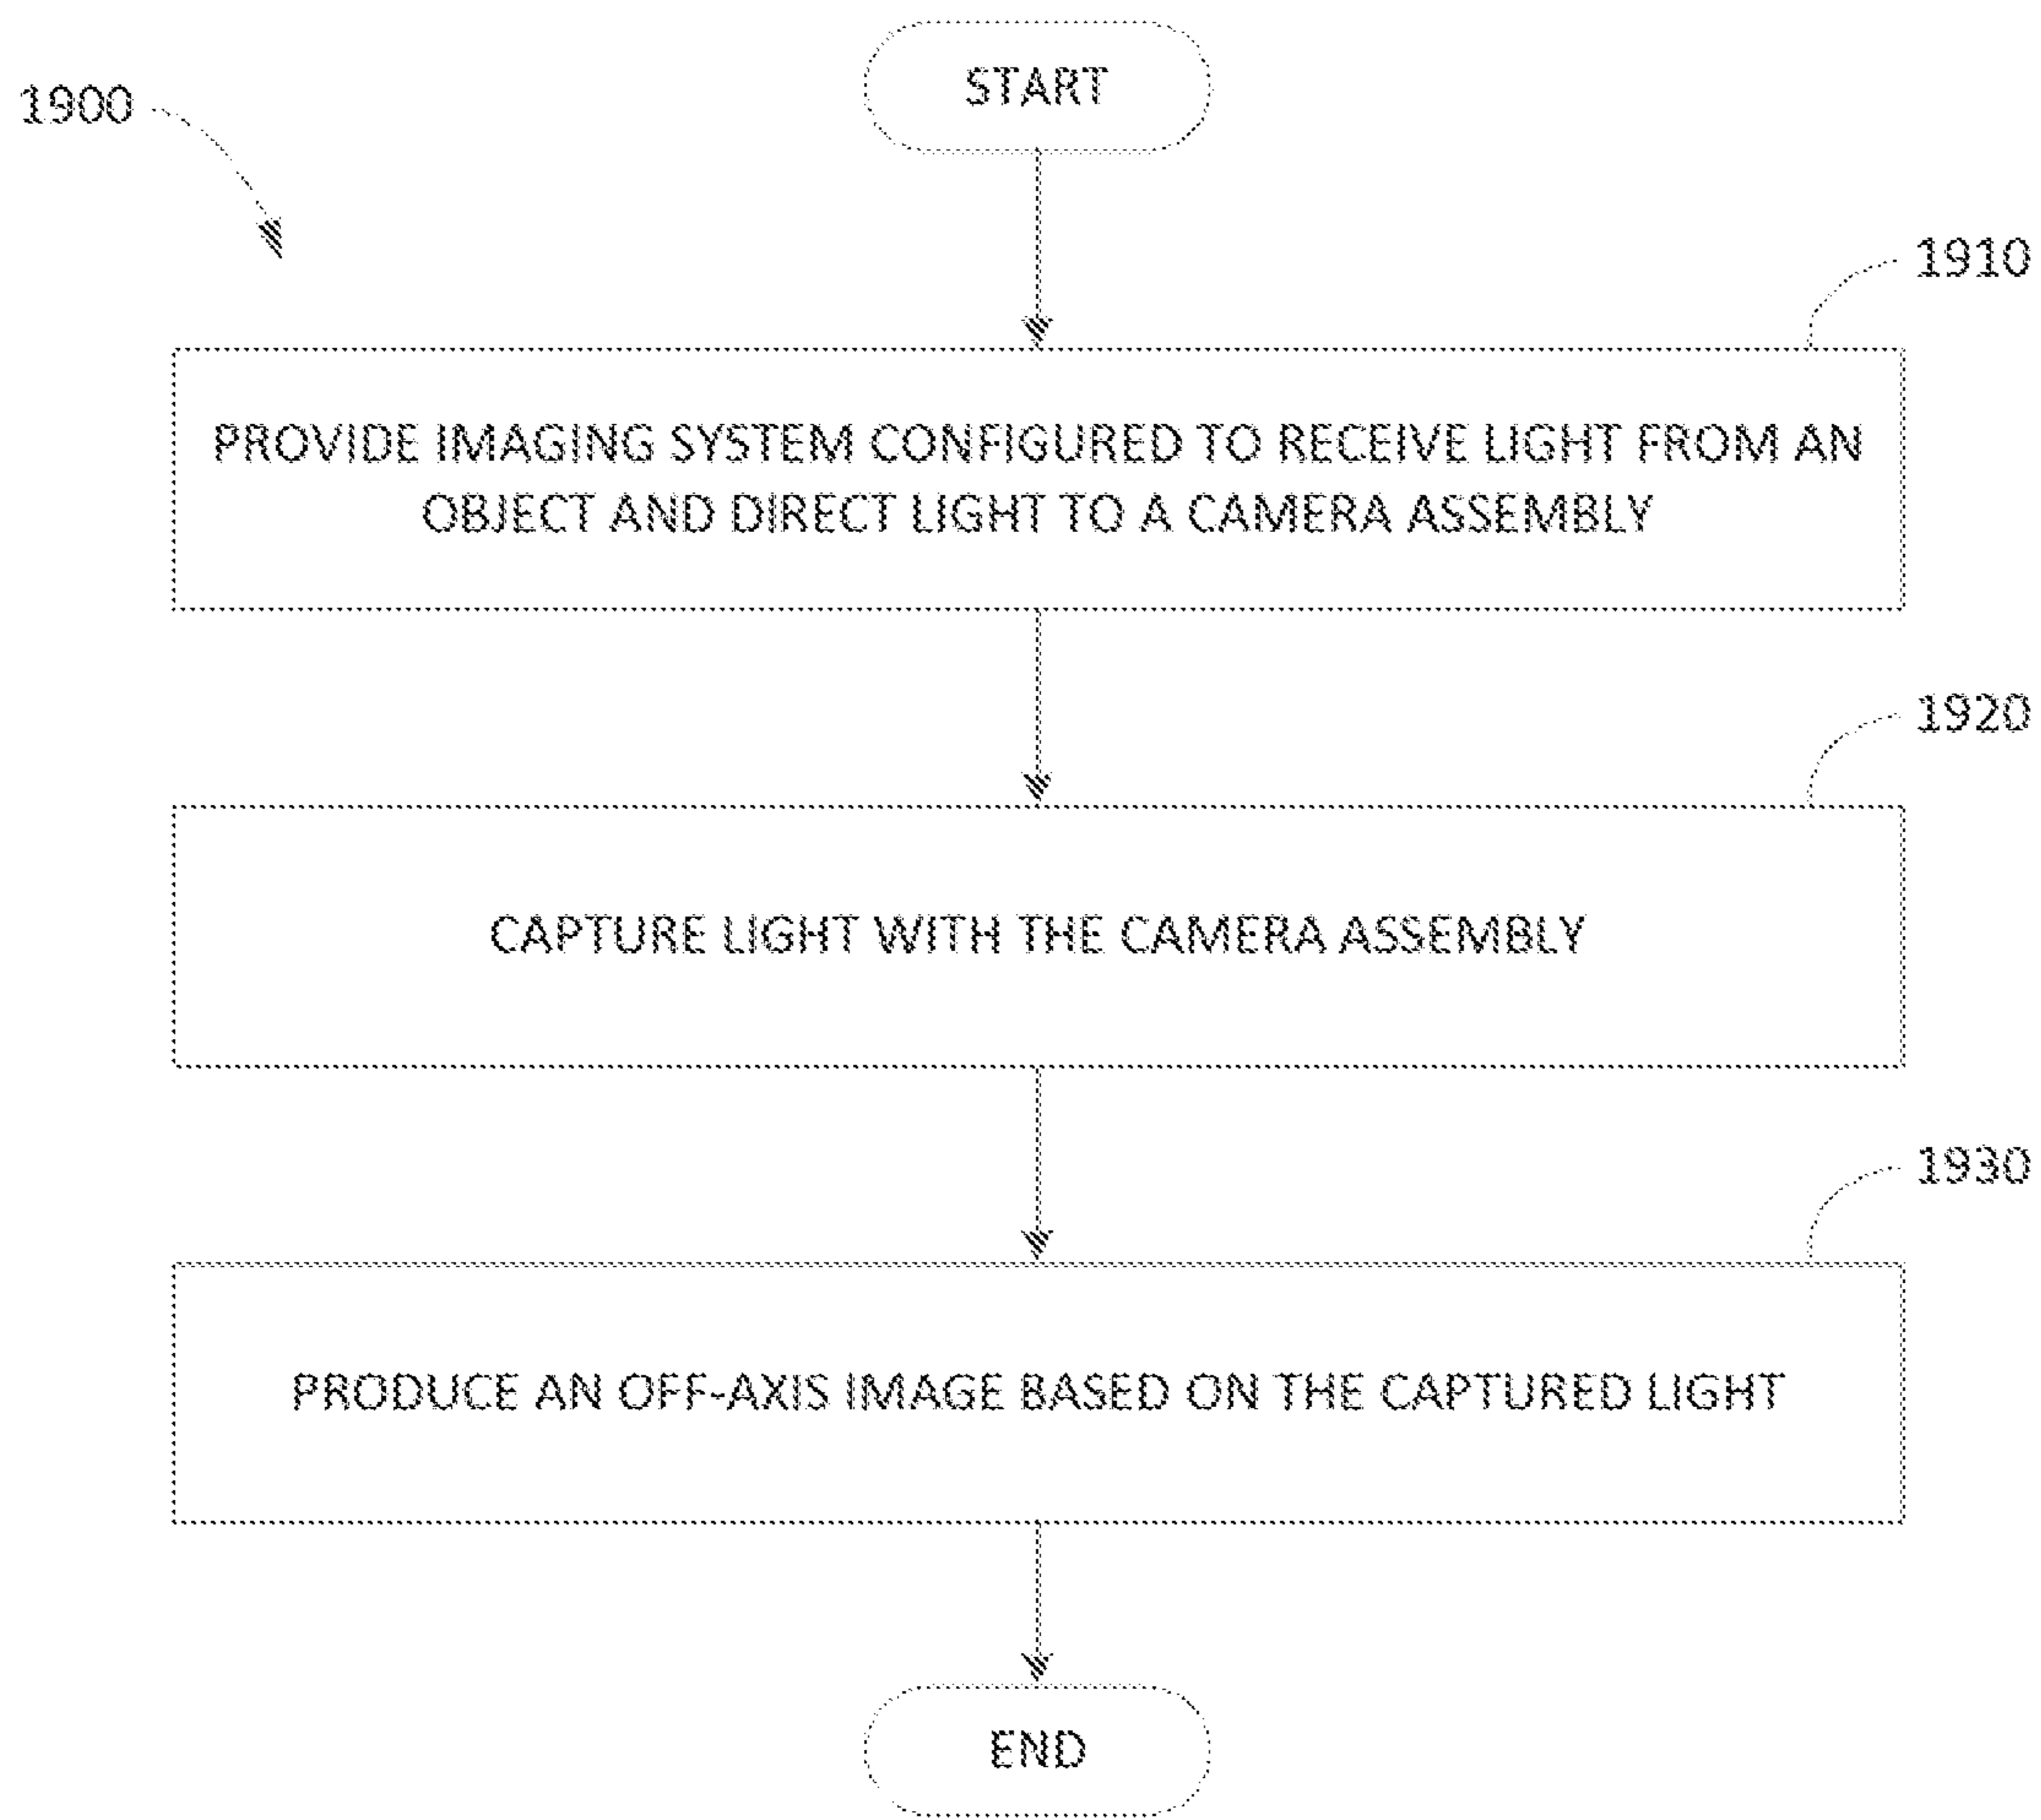 START
1900
1910
PROVIDE IMAGING SYSTEM CONFIGURED TO RECEIVE LIGHT FROM AN
OBJECT AND DIRECT LIGHT TO A CAMERA ASSEMBLY
1920
CAPTURE LIGHT WITH THE CAMERA ASSEMBLY
1930
PRODUCE AN OFF-AXIS IMAGE BASED ON THE CAPTURED LIGHT
END